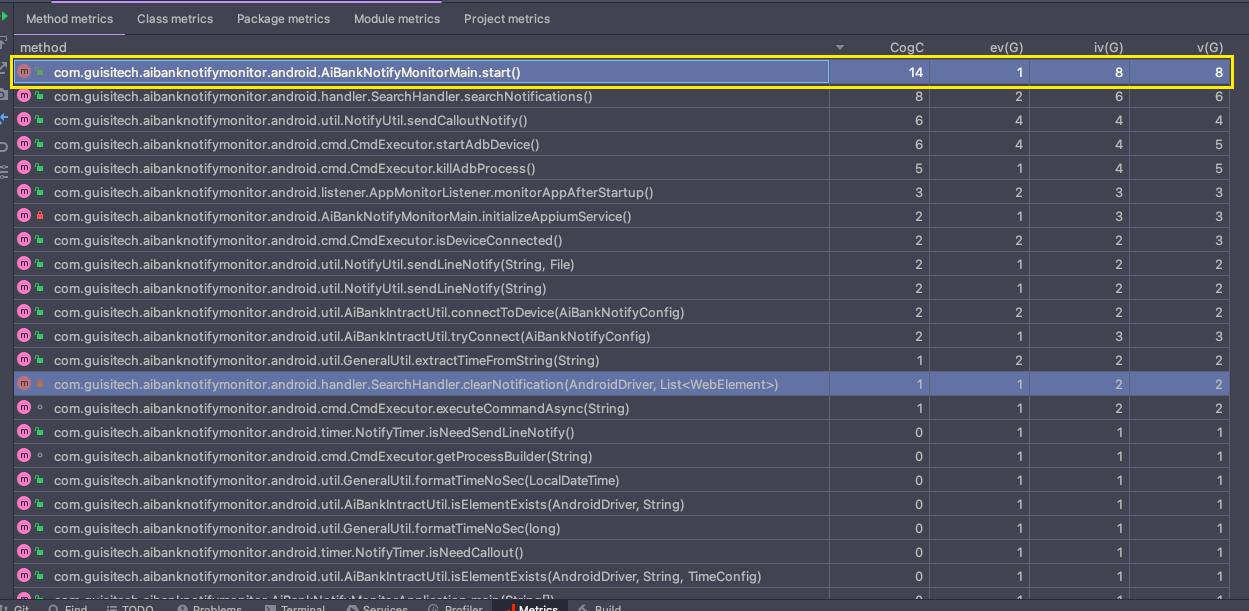 Method metrics Class metrics Package metrics Module metrics Project metrics
method CogC ev(G) iv(G) v(G)
com.guisitech.aibanknotifymonitor.android.AiBankNotifyMonitorMain.start() 14 1 8 8
com.guisitech.aibanknotifymonitor.android.handler.SearchHandler.searchNotifications() 8 2 6 6
com.guisitech.aibanknotifymonitor.android.util.NotifyUtil.sendCalloutNotify() 6 4 4 4
com.guisitech.aibanknotifymonitor.android.cmd.CmdExecutor.startAdbDevice() 6 4 4 5
com.guisitech.aibanknotifymonitor.android.cmd.CmdExecutor.killAdbProcess() 5 1 4 5
com.guisitech.aibanknotifymonitor.android.listener.AppMonitorListener.monitorAppAfterStartup() 3 2 3 3
com.guisitech.aibanknotifymonitor.android.AiBankNotifyMonitorMain.initializeAppiumService() 2 1 3 3
com.guisitech.aibanknotifymonitor.android.cmd.CmdExecutor.isDeviceConnected() 2 2 2 3
com.guisitech.aibanknotifymonitor.android.util.NotifyUtil.sendLineNotify(String, File) 2 1 2 2
com.guisitech.aibanknotifymonitor.android.util.NotifyUtil.sendLineNotify(String) 2 1 2 2
com.guisitech.aibanknotifymonitor.android.util.AiBankIntractUtil.connectToDevice(AiBankNotifyConfig) 2 2 2 2
com.guisitech.aibanknotifymonitor.android.util.AiBankIntractUtil.tryConnect(AiBankNotifyConfig) 2 1 3 3
com.guisitech.aibanknotifymonitor.android.util.GeneralUtil.extractTimeFromString(String) 1 2 2 2
com.guisitech.aibanknotifymonitor.android.handler.SearchHandler.clearNotification(AndroidDriver, List<WebElement>) 1 1 2 2
com.guisitech.aibanknotifymonitor.android.cmd.CmdExecutor.executeCommandAsync(String) 1 1 2 2
com.guisitech.aibanknotifymonitor.android.timer.NotifyTimer.isNeedSendLineNotify() 0 1 1 1
com.guisitech.aibanknotifymonitor.android.cmd.CmdExecutor.getProcessBuilder(String) 0 1 1 1
com.guisitech.aibanknotifymonitor.android.util.GeneralUtil.formatTimeNoSec(LocalDateTime) 0 1 1 1
com.guisitech.aibanknotifymonitor.android.util.AiBankIntractUtil.isElementExists(AndroidDriver, String) 0 1 1 1
com.guisitech.aibanknotifymonitor.android.util.GeneralUtil.formatTimeNoSec(long) 0 1 1 1
com.guisitech.aibanknotifymonitor.android.timer.NotifyTimer.isNeedCallout() 0 1 1 1
com.guisitech.aibanknotifymonitor.android.util.AiBankIntractUtil.isElementExists(AndroidDriver, String, TimeConfig) 0 1 1 1
Git Find TODO Problems Terminal Services Profiler Metrics Build